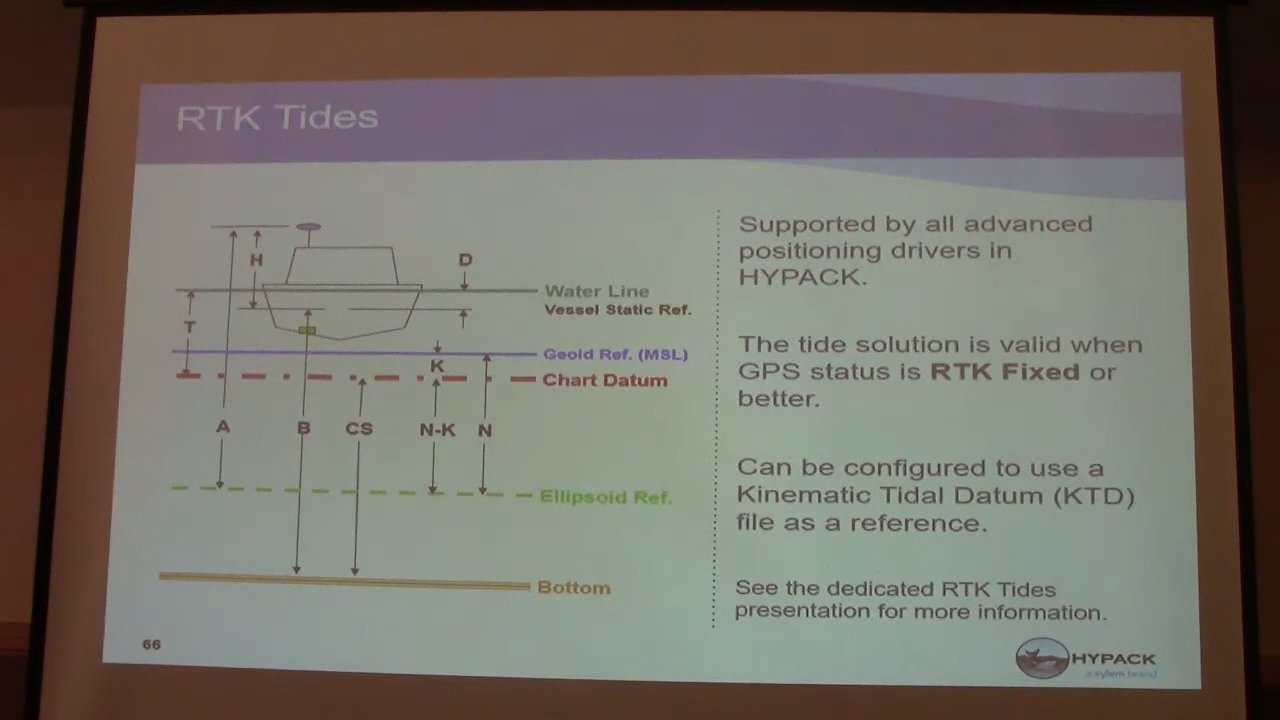 RTK Tides
H
D
Water Line
Vessel Static Ref.
T
Geoid Ref. (MSL)
K
Chart Datum
A
B
CS
N-K
N
Ellipsoid Ref.
Bottom
Supported by all advanced
positioning drivers in
HYPACK.
The tide solution is valid when
GPS status is RTK Fixed or
better.
Can be configured to use a
Kinematic Tidal Datum (KTD)
file as a reference.
See the dedicated RTK Tides
presentation for more information.
66
HYPACK
a xylem brand